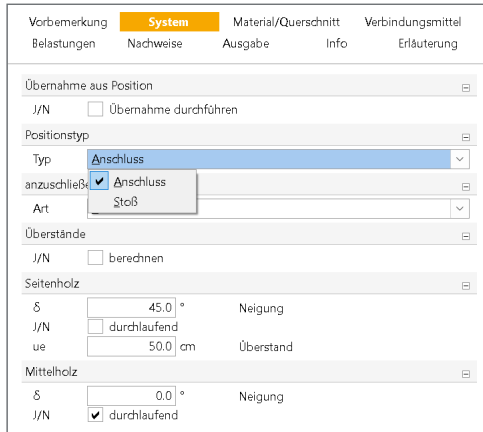 Vorbemerkung System Material/Querschnitt Verbindungsmittel
Belastungen Nachweise Ausgabe Info Erläuterung
Übernahme aus Position
J/N Übernahme durchführen
Positionstyp
Typ Anschluss
Anschluss
Stoß
Art
Überstände
J/N berechnen
Seitenholz
δ 45.0 ° Neigung
J/N durchlaufend
ue 50.0 cm Überstand
Mittelholz
δ 0.0 ° Neigung
J/N durchlaufend